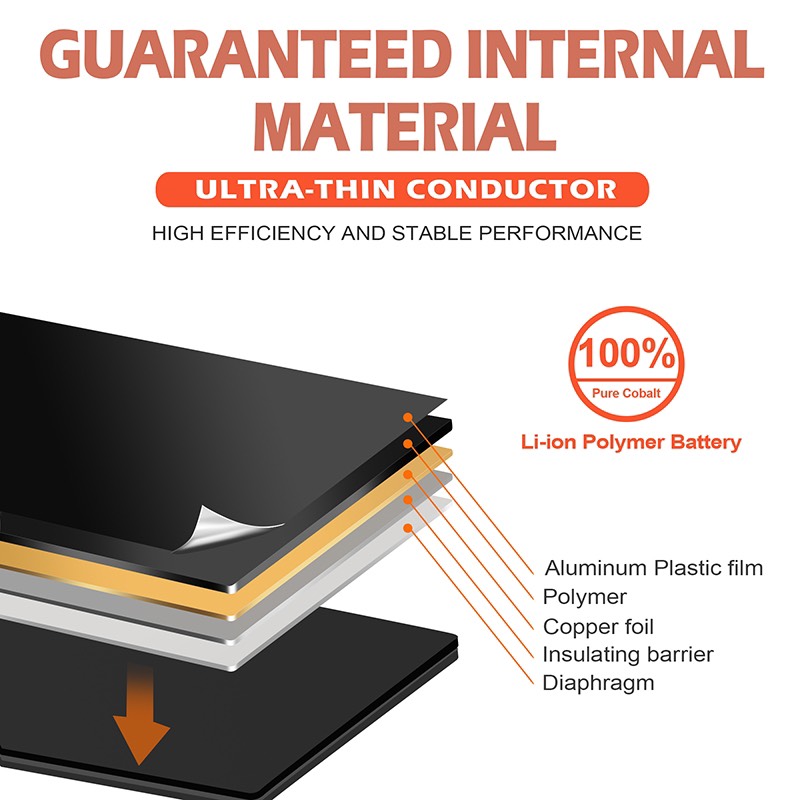 GUARANTEED INTERNAL
MATERIAL
ULTRA-THIN CONDUCTOR
HIGH EFFICIENCY AND STABLE PERFORMANCE
100%
Pure Cobalt
Li-ion Polymer Battery
Aluminum Plastic film
Polymer
Copper foil
Insulating barrier
Diaphragm